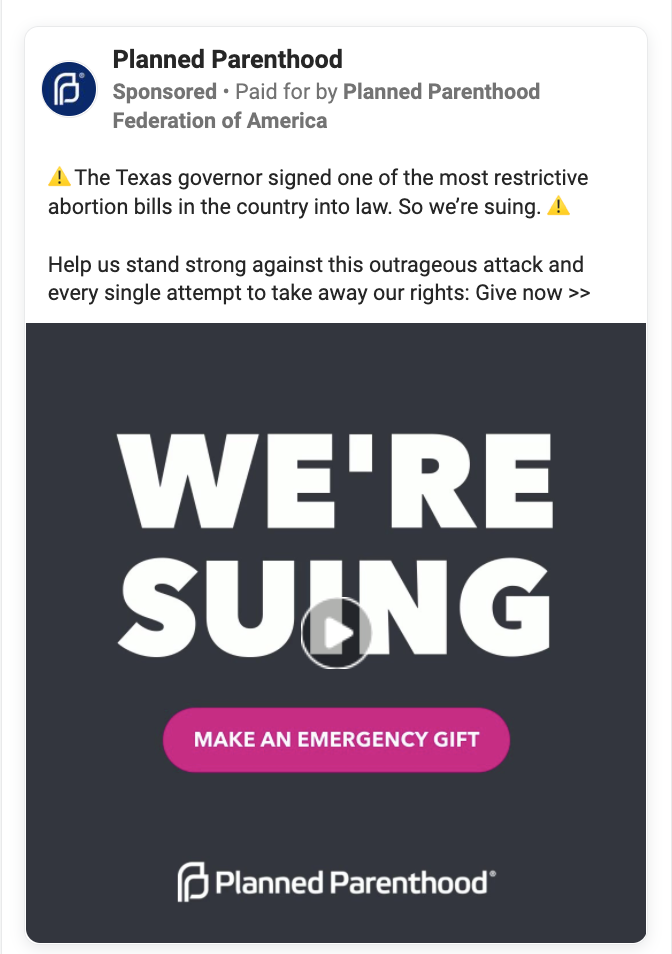 Planned Parenthood
Sponsored • Paid for by Planned Parenthood
Federation of America
⚠️ The Texas governor signed one of the most restrictive
abortion bills in the country into law. So we’re suing. ⚠️
Help us stand strong against this outrageous attack and
every single attempt to take away our rights: Give now >>
WE'RE
SUING
MAKE AN EMERGENCY GIFT
Planned Parenthood®